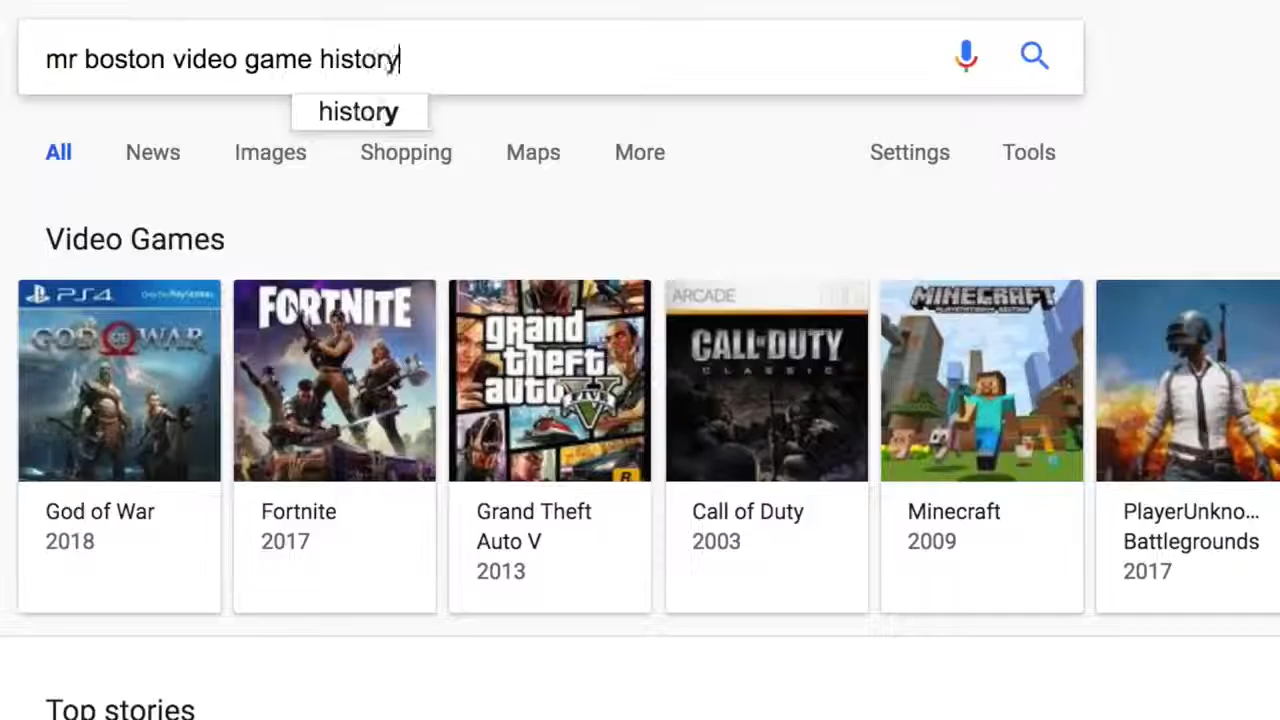 mr boston video game history
history
All News Images Shopping Maps More Settings Tools
Video Games
PS4
GOD OF WAR
FORTNITE
grand
theft
auto
FIVE
ARCADE
CALL OF DUTY
CLASSIC
MINECRAFT
God of War
2018
Fortnite
2017
Grand Theft
Auto V
2013
Call of Duty
2003
Minecraft
2009
PlayerUnkno...
Battlegrounds
2017
Top stories